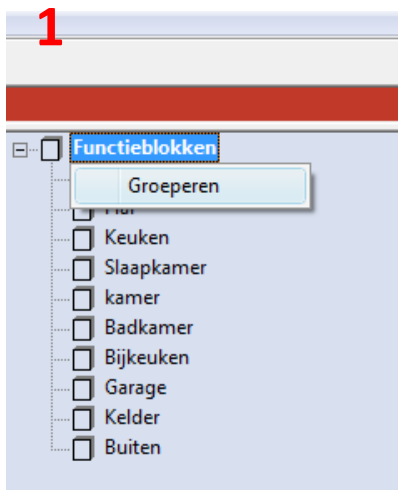 1
Functieblokken
Groeperen
Keuken
Slaapkamer
kamer
Badkamer
Bijkeuken
Garage
Kelder
Buiten